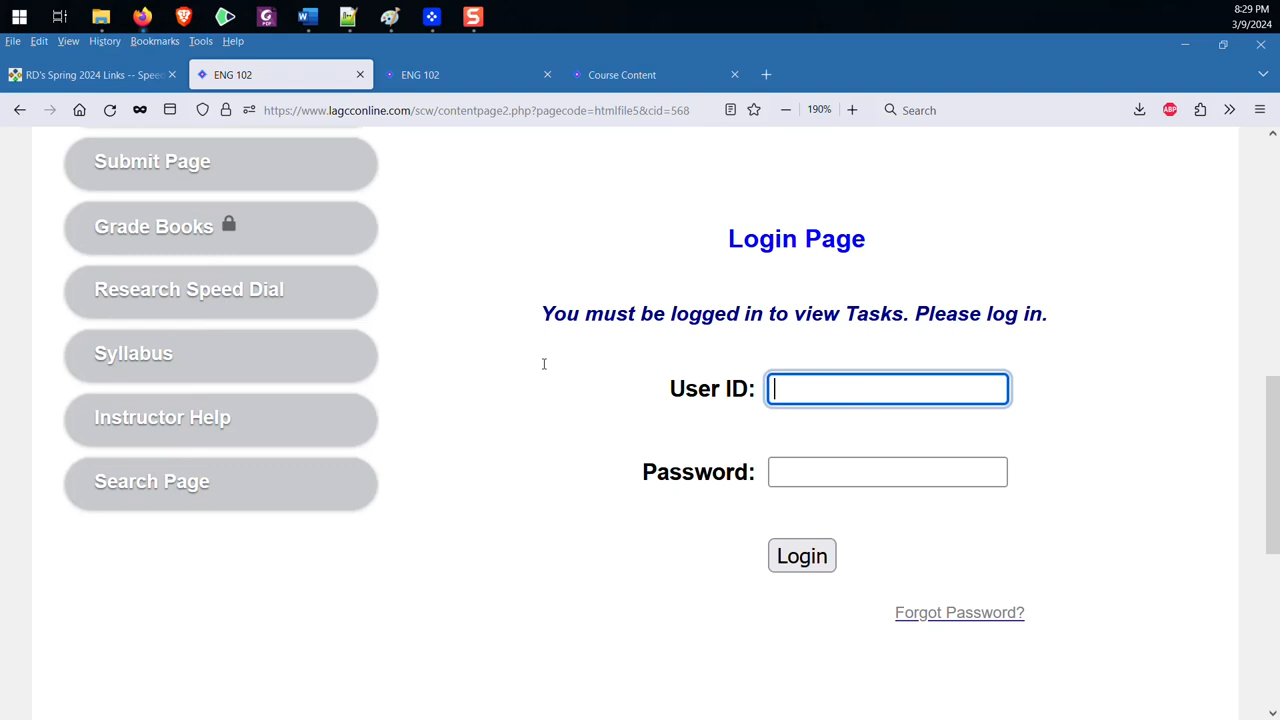 8:29 PM
3/9/2024
File Edit View History Bookmarks Tools Help
RD's Spring 2024 Links -- Speed
ENG 102
ENG 102
Course Content
https://www.lagcconline.com/scw/contentpage2.php?pagecode=htmlfile5&cid=568
190%
Search
ABP
Submit Page
Grade Books
Research Speed Dial
Syllabus
Instructor Help
Search Page
Login Page
You must be logged in to view Tasks. Please log in.
User ID:
Password:
Login
Forgot Password?